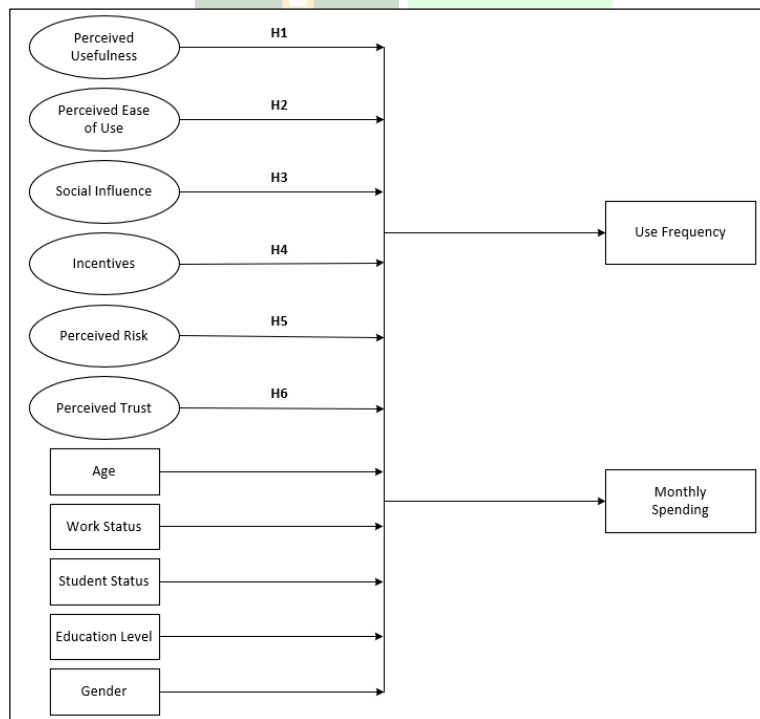 Perceived
Usefulness
H1
Perceived Ease
of Use
H2
Social Influence
H3
Incentives
H4
Perceived Risk
H5
Perceived Trust
H6
Age
Work Status
Student Status
Education Level
Gender
Use Frequency
Monthly
Spending